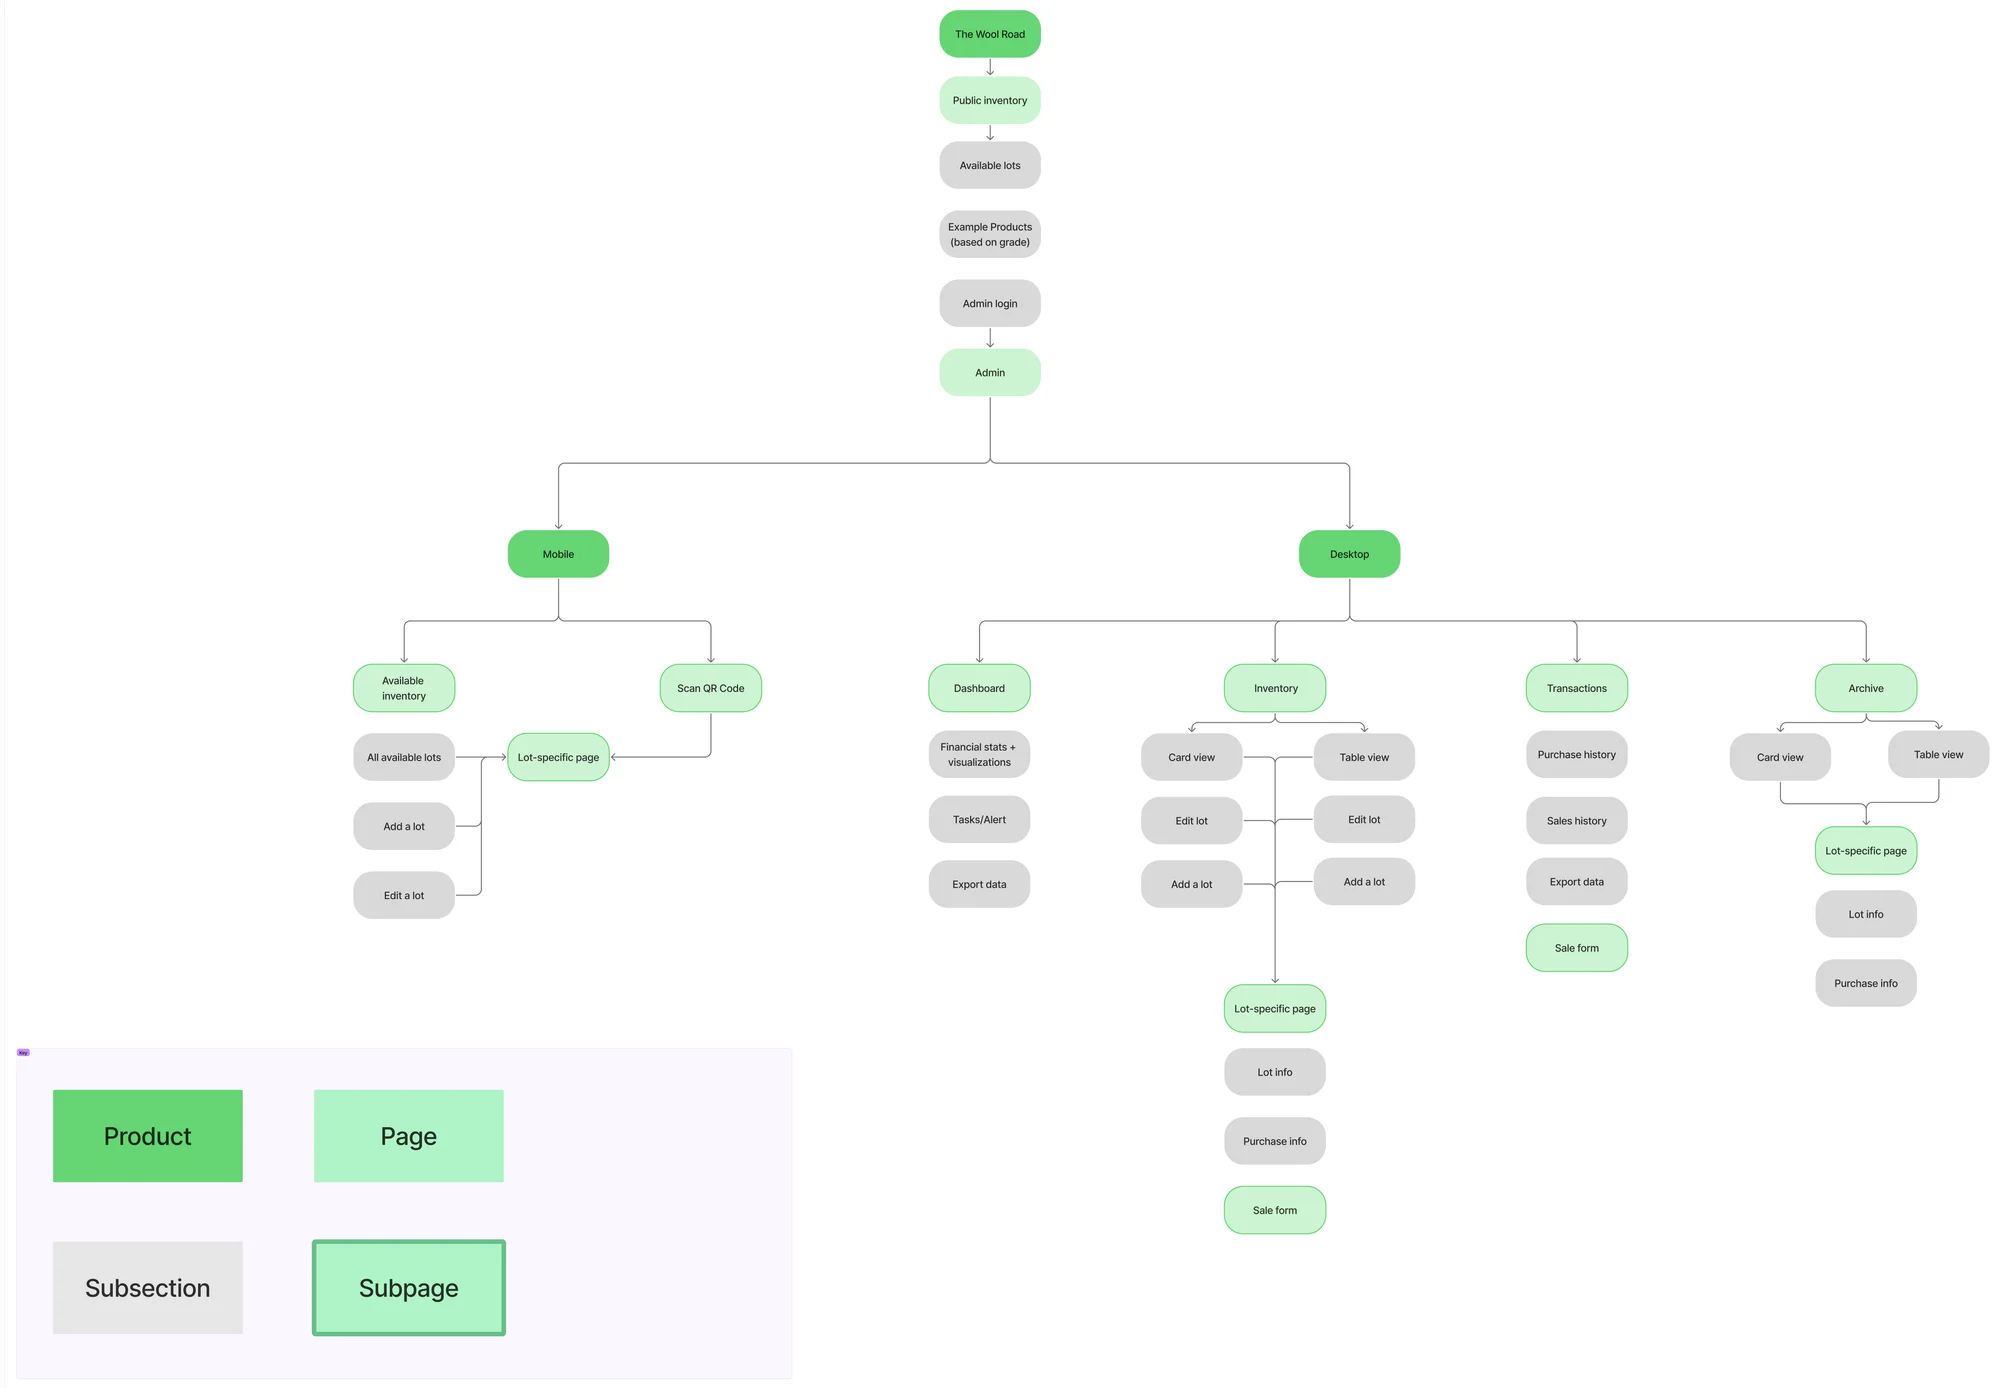 The Wool Road
Public inventory
Available lots
Example Products
(based on grade)
Admin login
Admin
Mobile
Desktop
Available
inventory
Scan QR Code
All available lots
Lot-specific page
Add a lot
Edit a lot
Dashboard
Financial stats +
visualizations
Tasks/Alert
Export data
Inventory
Card view
Table view
Edit lot
Edit lot
Add a lot
Add a lot
Lot-specific page
Lot info
Purchase info
Sale form
Transactions
Purchase history
Sales history
Export data
Sale form
Archive
Card view
Table view
Lot-specific page
Lot info
Purchase info
Key
Product
Page
Subsection
Subpage